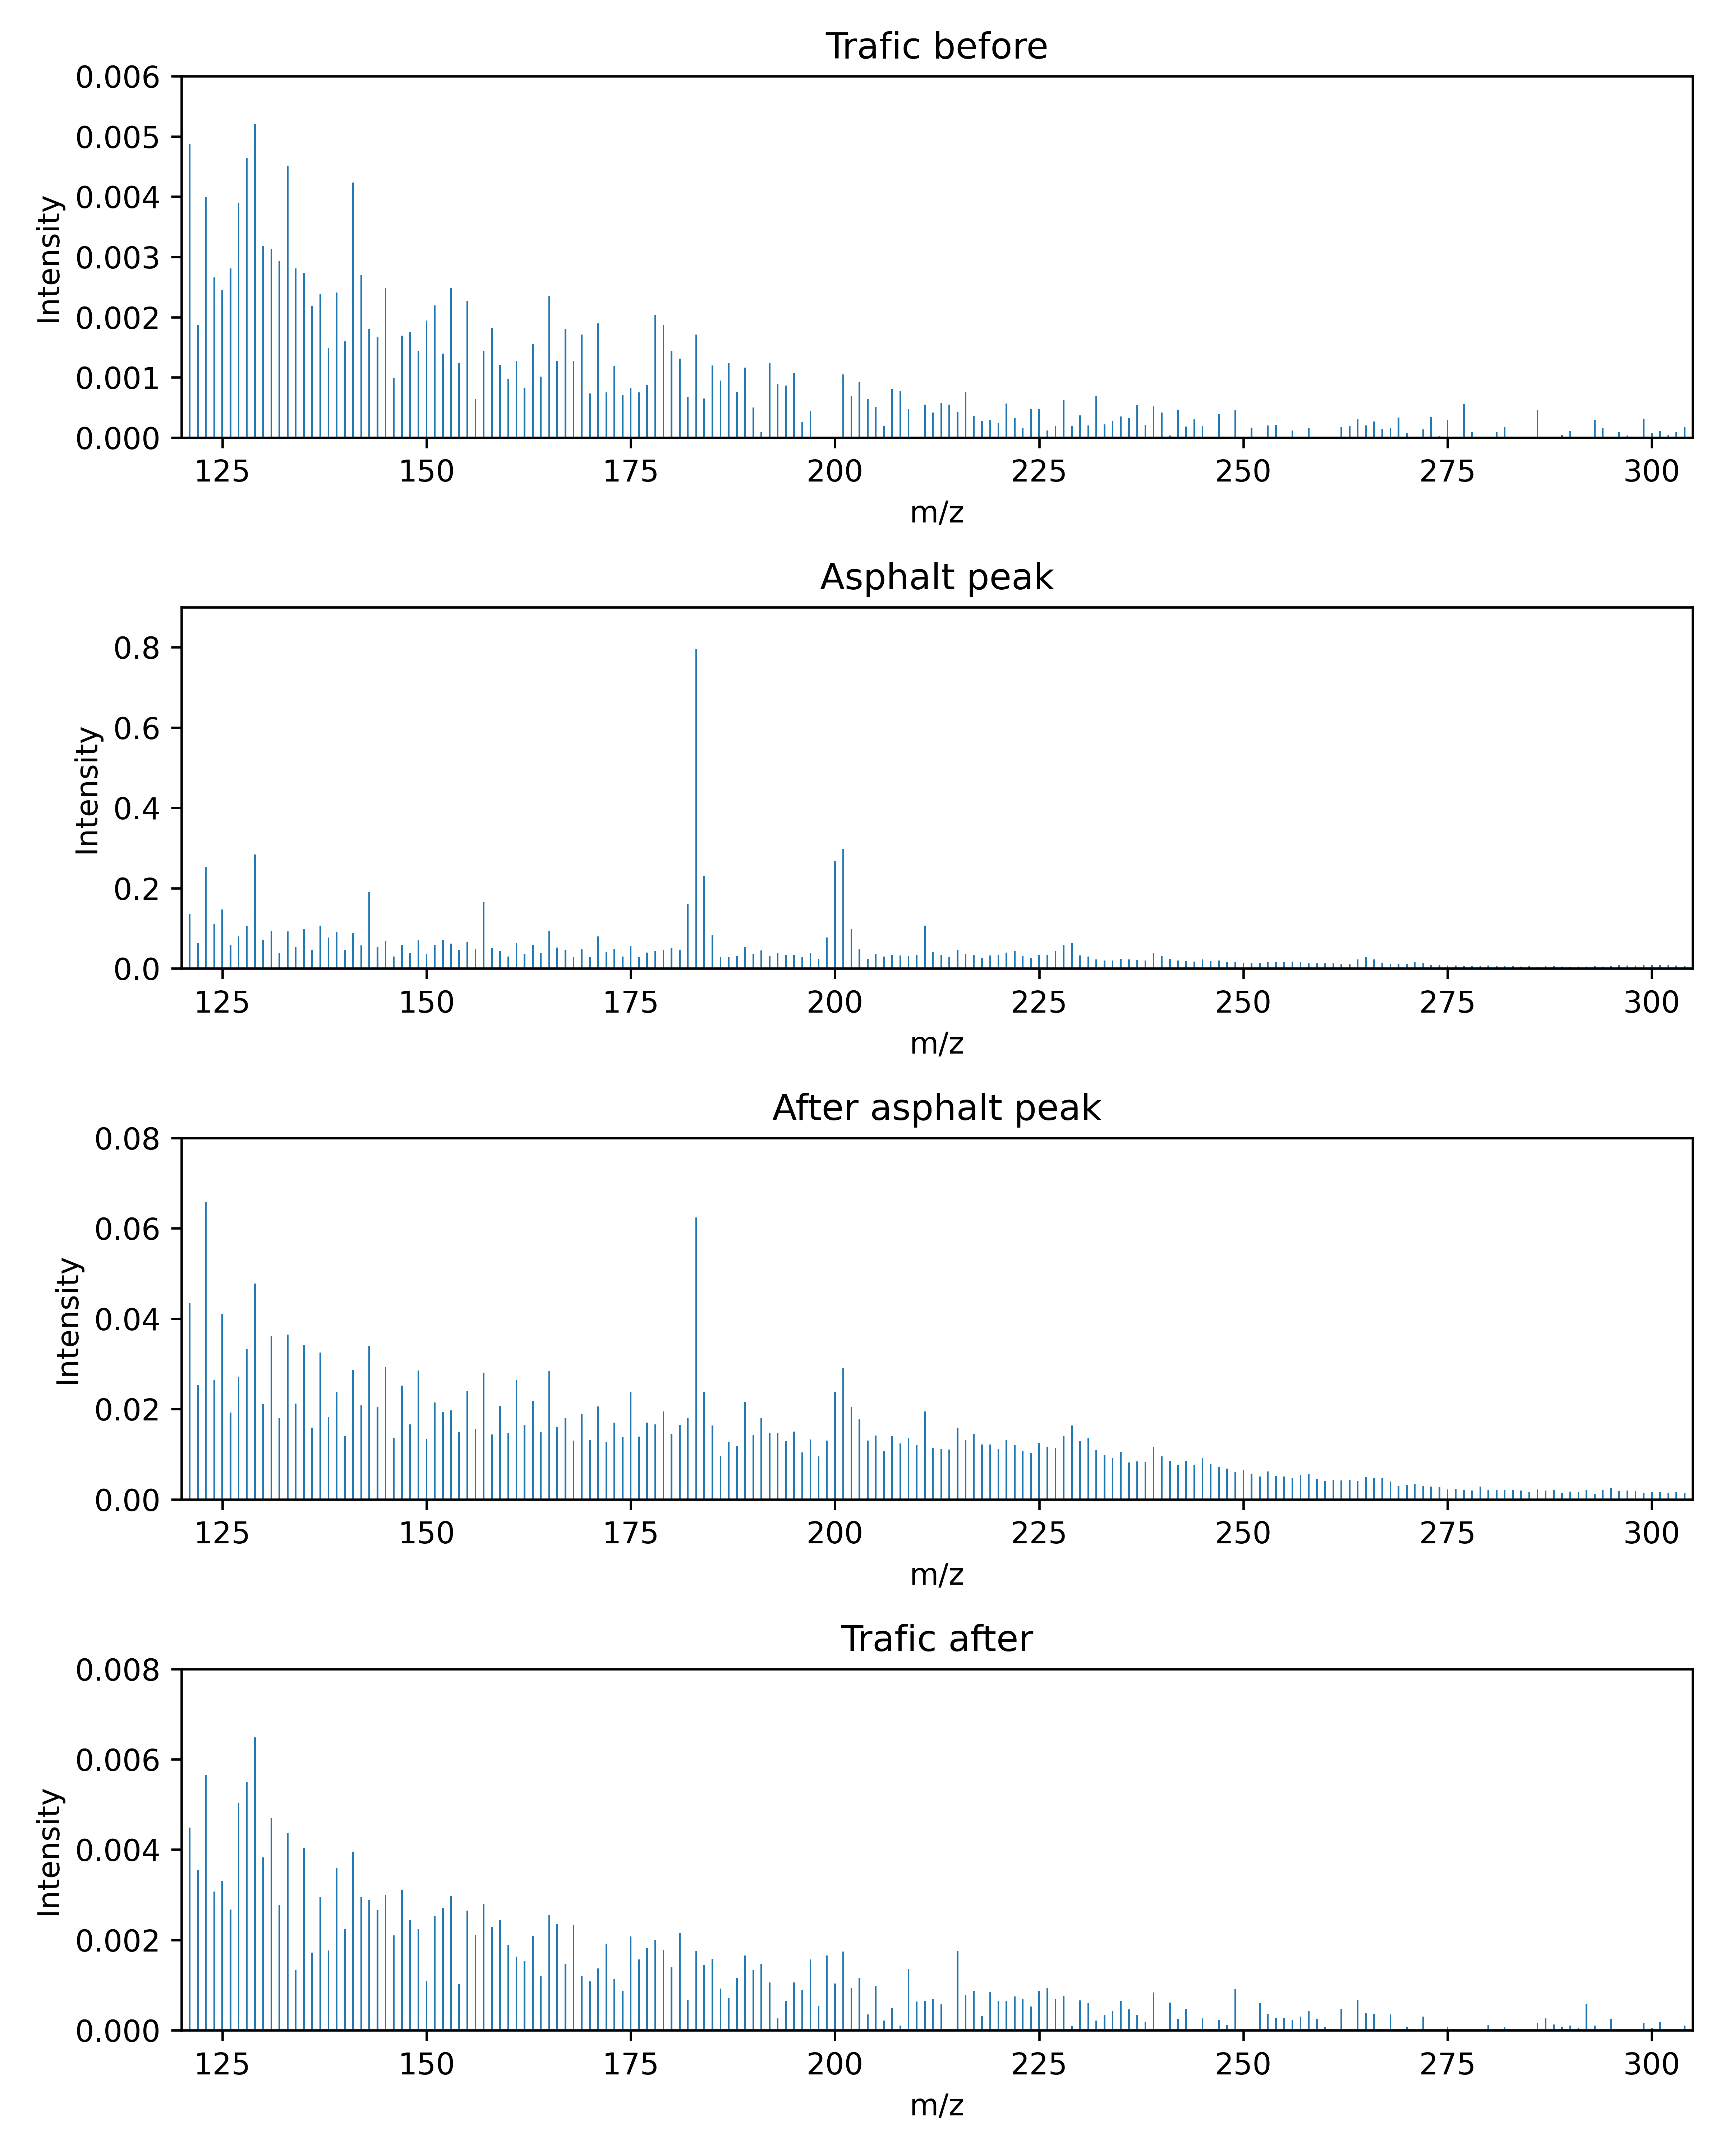 Trafic before
0.006
0.005
0.004
0.003
0.002
0.001
0.000
Intensity
125 150 175 200 225 250 275 300
m/z
Asphalt peak
0.8
0.6
0.4
0.2
0.0
Intensity
125 150 175 200 225 250 275 300
m/z
After asphalt peak
0.08
0.06
0.04
0.02
0.00
Intensity
125 150 175 200 225 250 275 300
m/z
Trafic after
0.008
0.006
0.004
0.002
0.000
Intensity
125 150 175 200 225 250 275 300
m/z